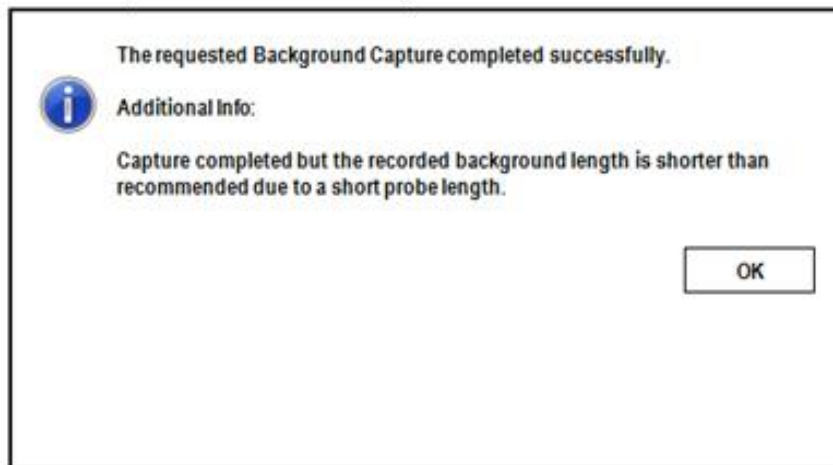 The requested Background Capture completed successfully.
Additional Info:
Capture completed but the recorded background length is shorter than
recommended due to a short probe length.
OK